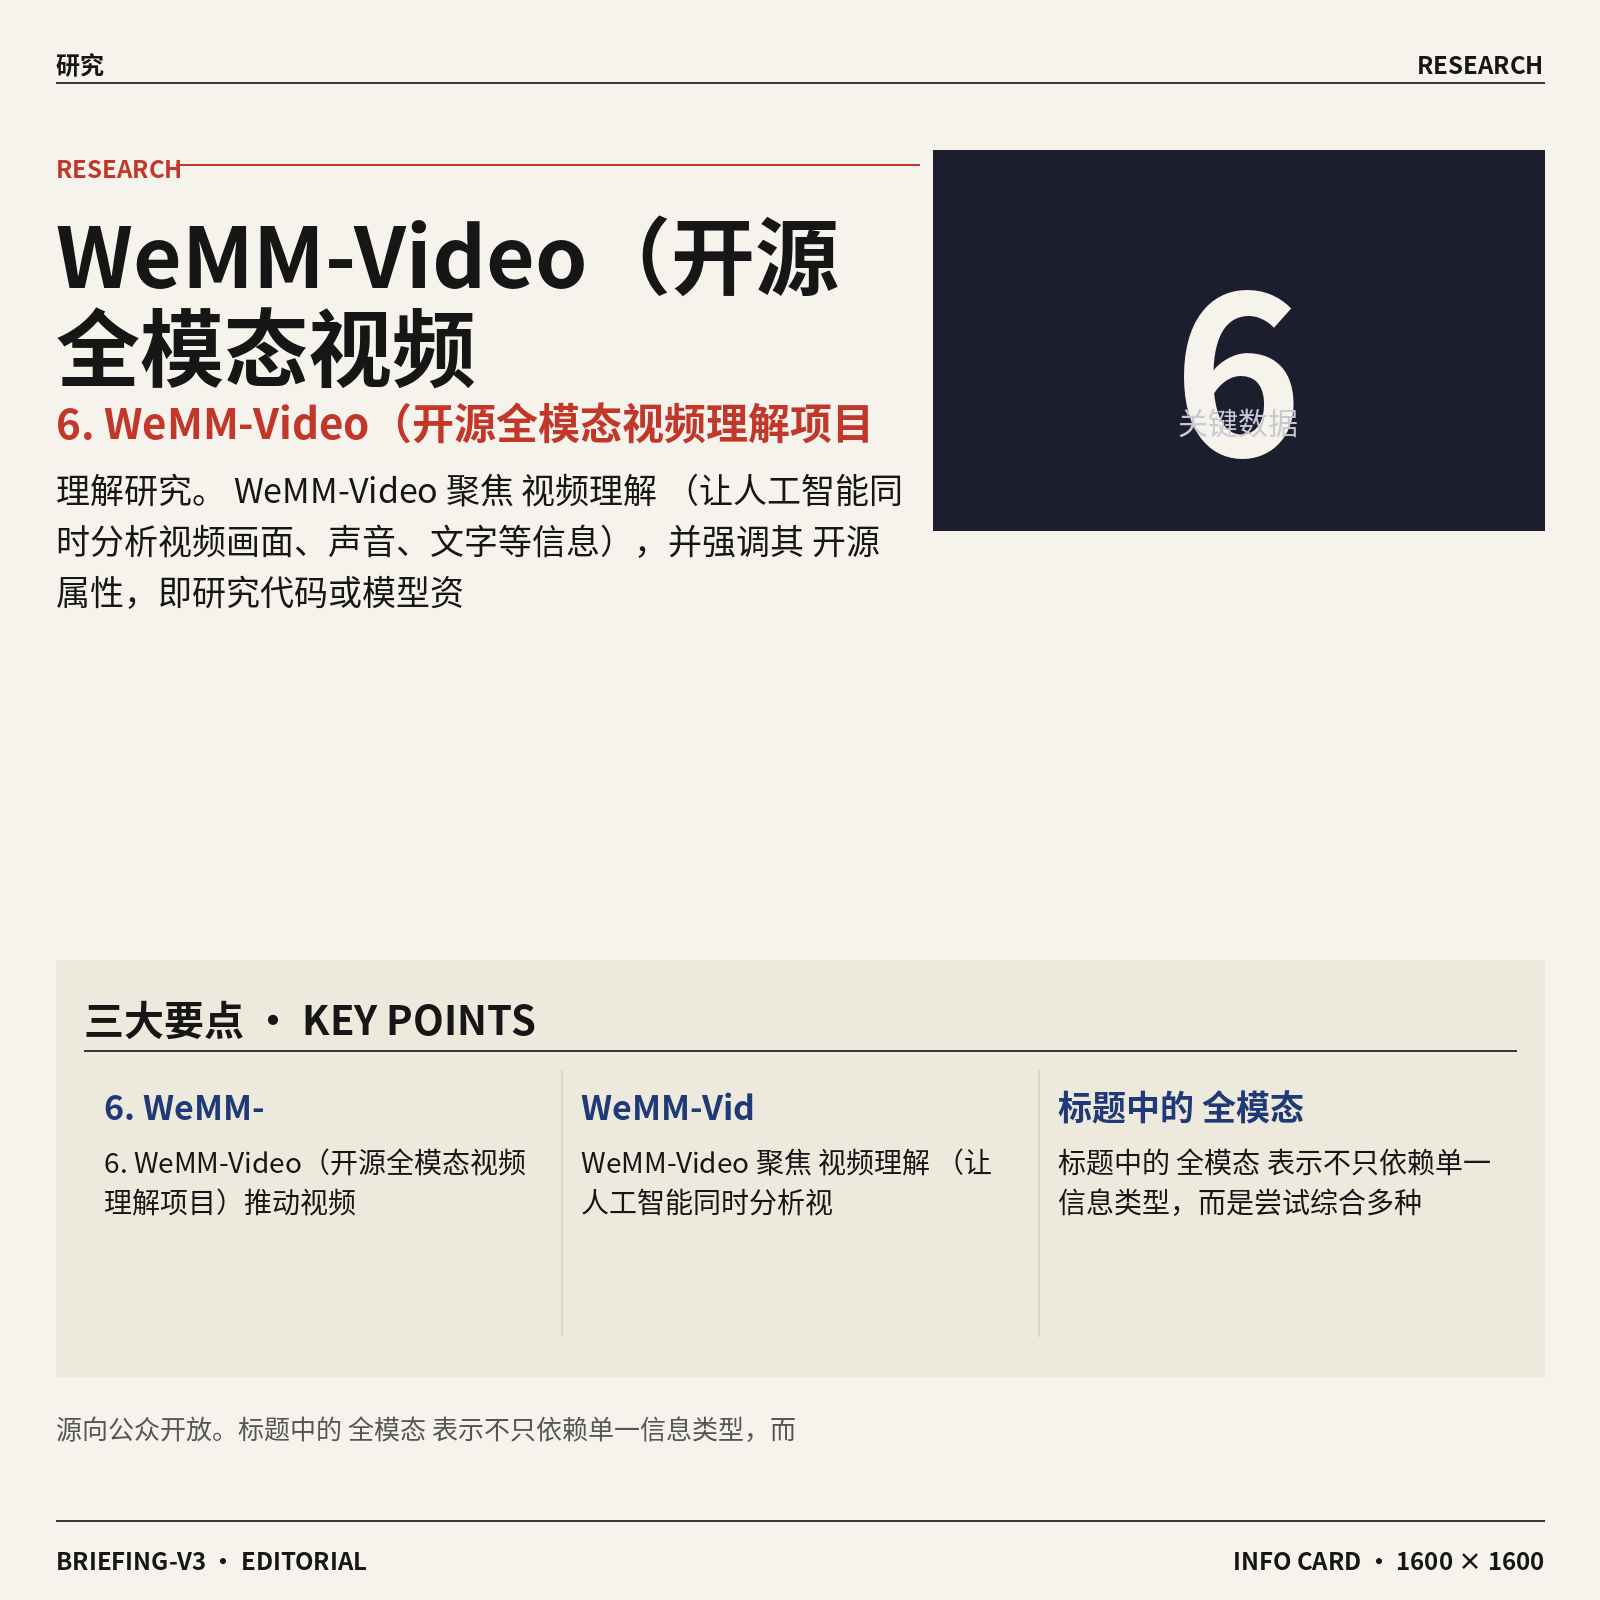 研究
RESEARCH
RESEARCH
WeMM-Video（开源
全模态视频
6. WeMM-Video（开源全模态视频理解项目
理解研究。 WeMM-Video 聚焦 视频理解 （让人工智能同
时分析视频画面、声音、文字等信息），并强调其 开源
属性，即研究代码或模型资
6
关键数据
三大要点 · KEY POINTS
6. WeMM-
6. WeMM-Video（开源全模态视频
理解项目）推动视频
WeMM-Vid
WeMM-Video 聚焦 视频理解 （让
人工智能同时分析视
标题中的 全模态
标题中的 全模态 表示不只依赖单一
信息类型，而是尝试综合多种
源向公众开放。标题中的 全模态 表示不只依赖单一信息类型，而
BRIEFING-V3 · EDITORIAL
INFO CARD · 1600 × 1600